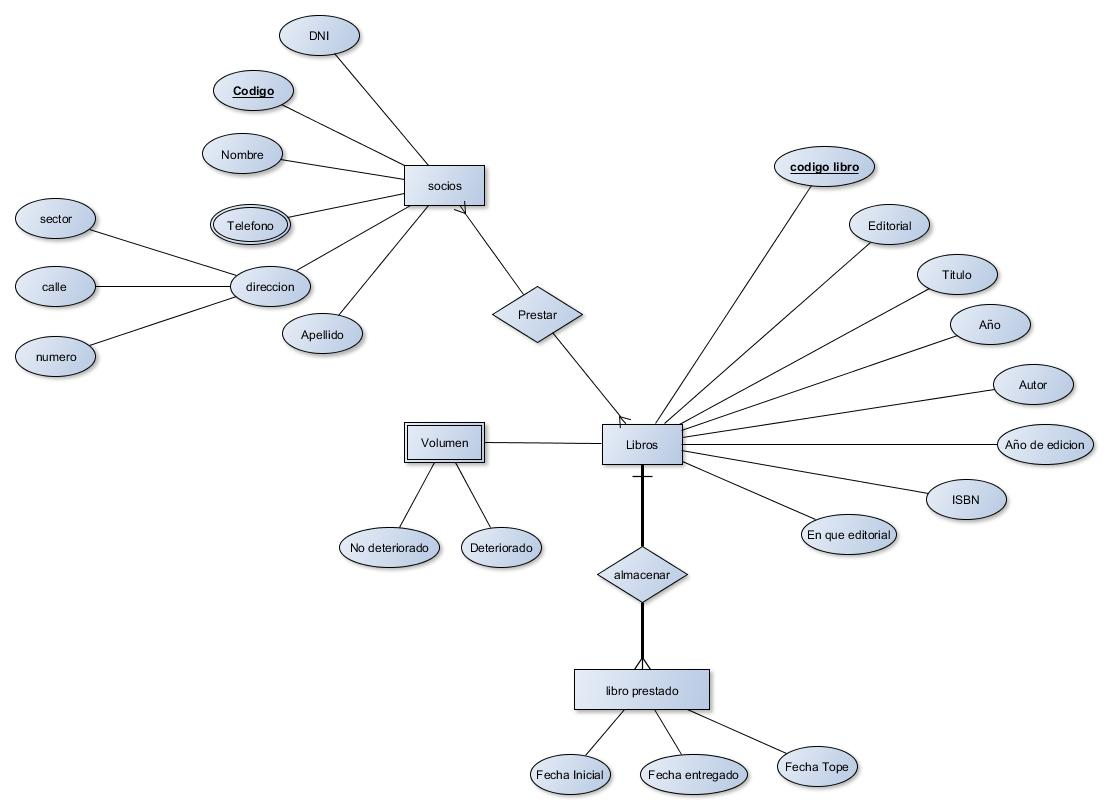 DNI
Codigo
Nombre
Telefono
direccion
Apellido
sector
calle
numero
socios
Prestar
codigo libro
Editorial
Titulo
Año
Autor
Año de edicion
ISBN
En que editorial
Libros
Volumen
No deteriorado
Deteriorado
almacenar
libro prestado
Fecha Inicial
Fecha entregado
Fecha Tope